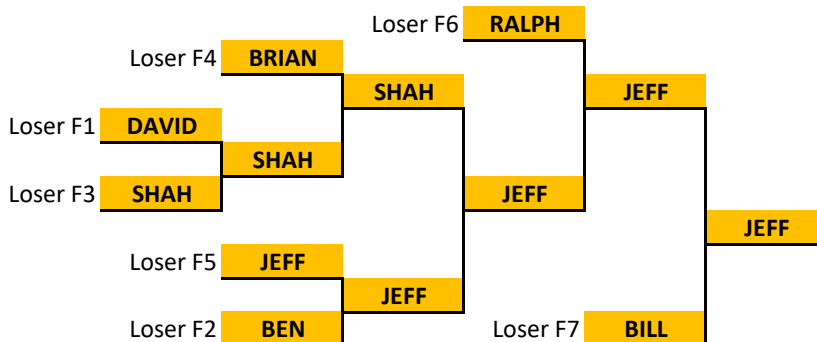 Loser F6 RALPH
Loser F4 BRIAN
SHAH JEFF
Loser F1 DAVID
SHAH
Loser F3 SHAH JEFF
JEFF
Loser F5 JEFF
JEFF
Loser F2 BEN Loser F7 BILL